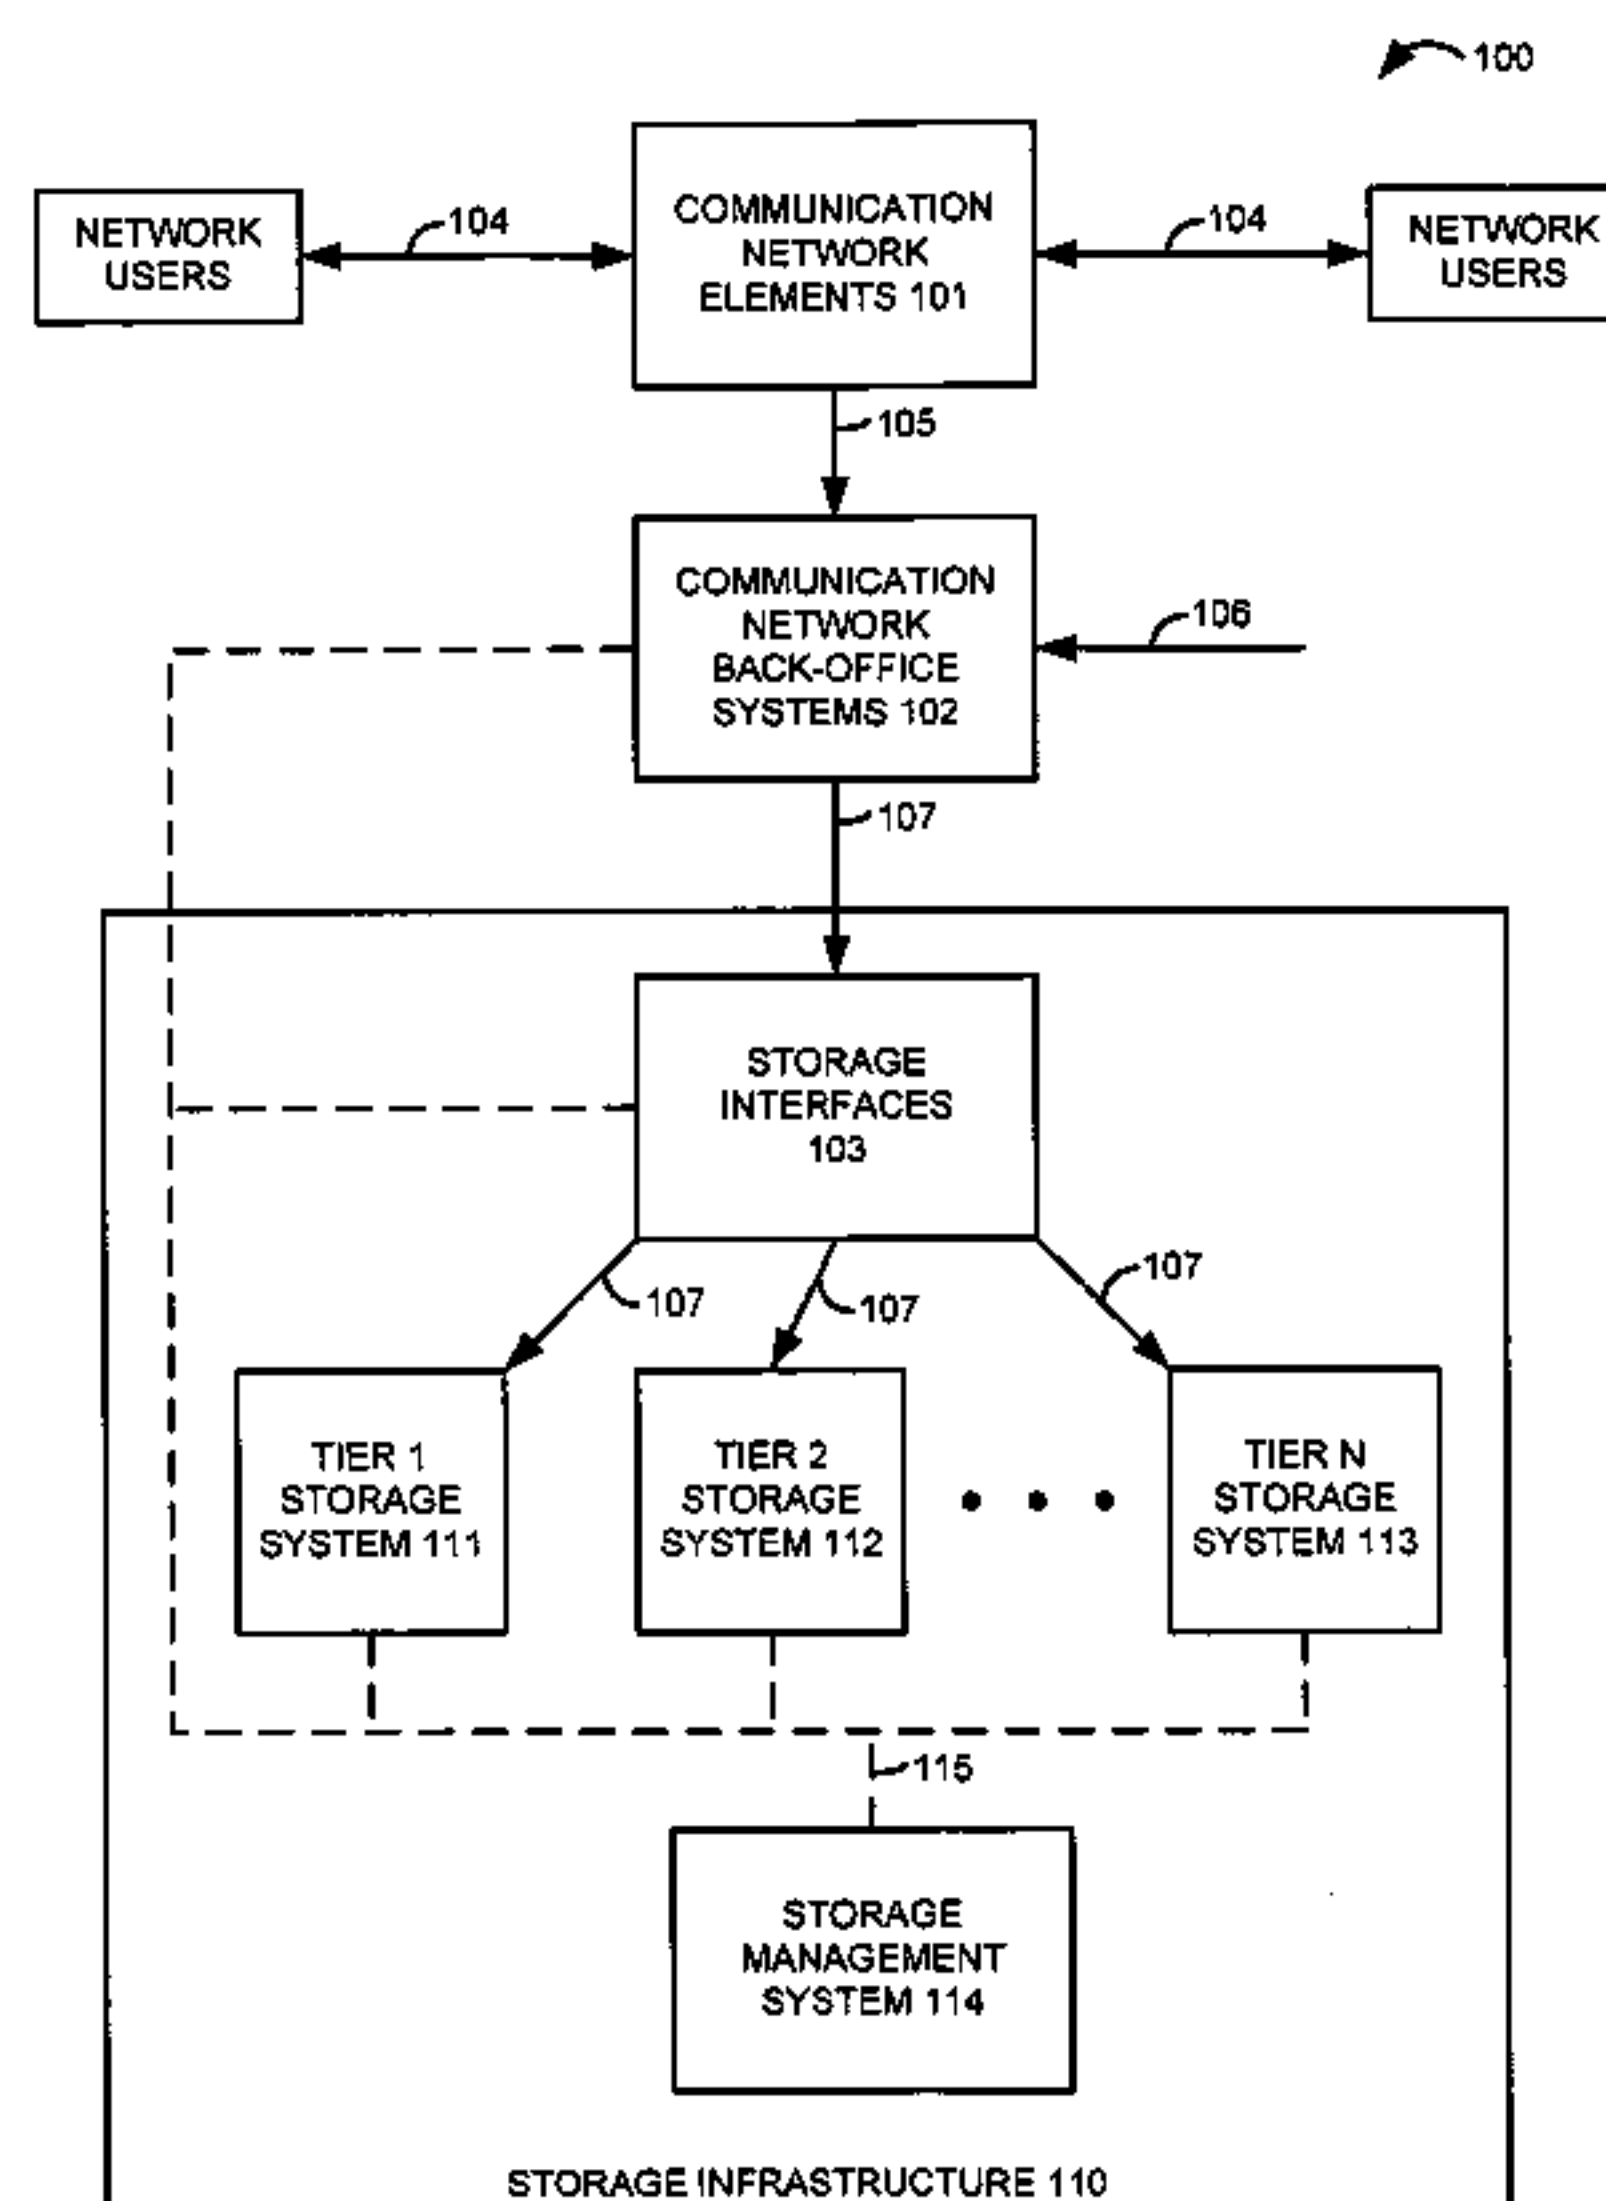 100
NETWORK
USERS
104
COMMUNICATION
NETWORK
ELEMENTS 101
104
NETWORK
USERS
105
COMMUNICATION
NETWORK
BACK-OFFICE
SYSTEMS 102
106
107
STORAGE
INTERFACES
103
107
107
107
TIER 1
STORAGE
SYSTEM 111
TIER 2
STORAGE
SYSTEM 112
TIER N
STORAGE
SYSTEM 113
115
STORAGE
MANAGEMENT
SYSTEM 114
STORAGE INFRASTRUCTURE 110